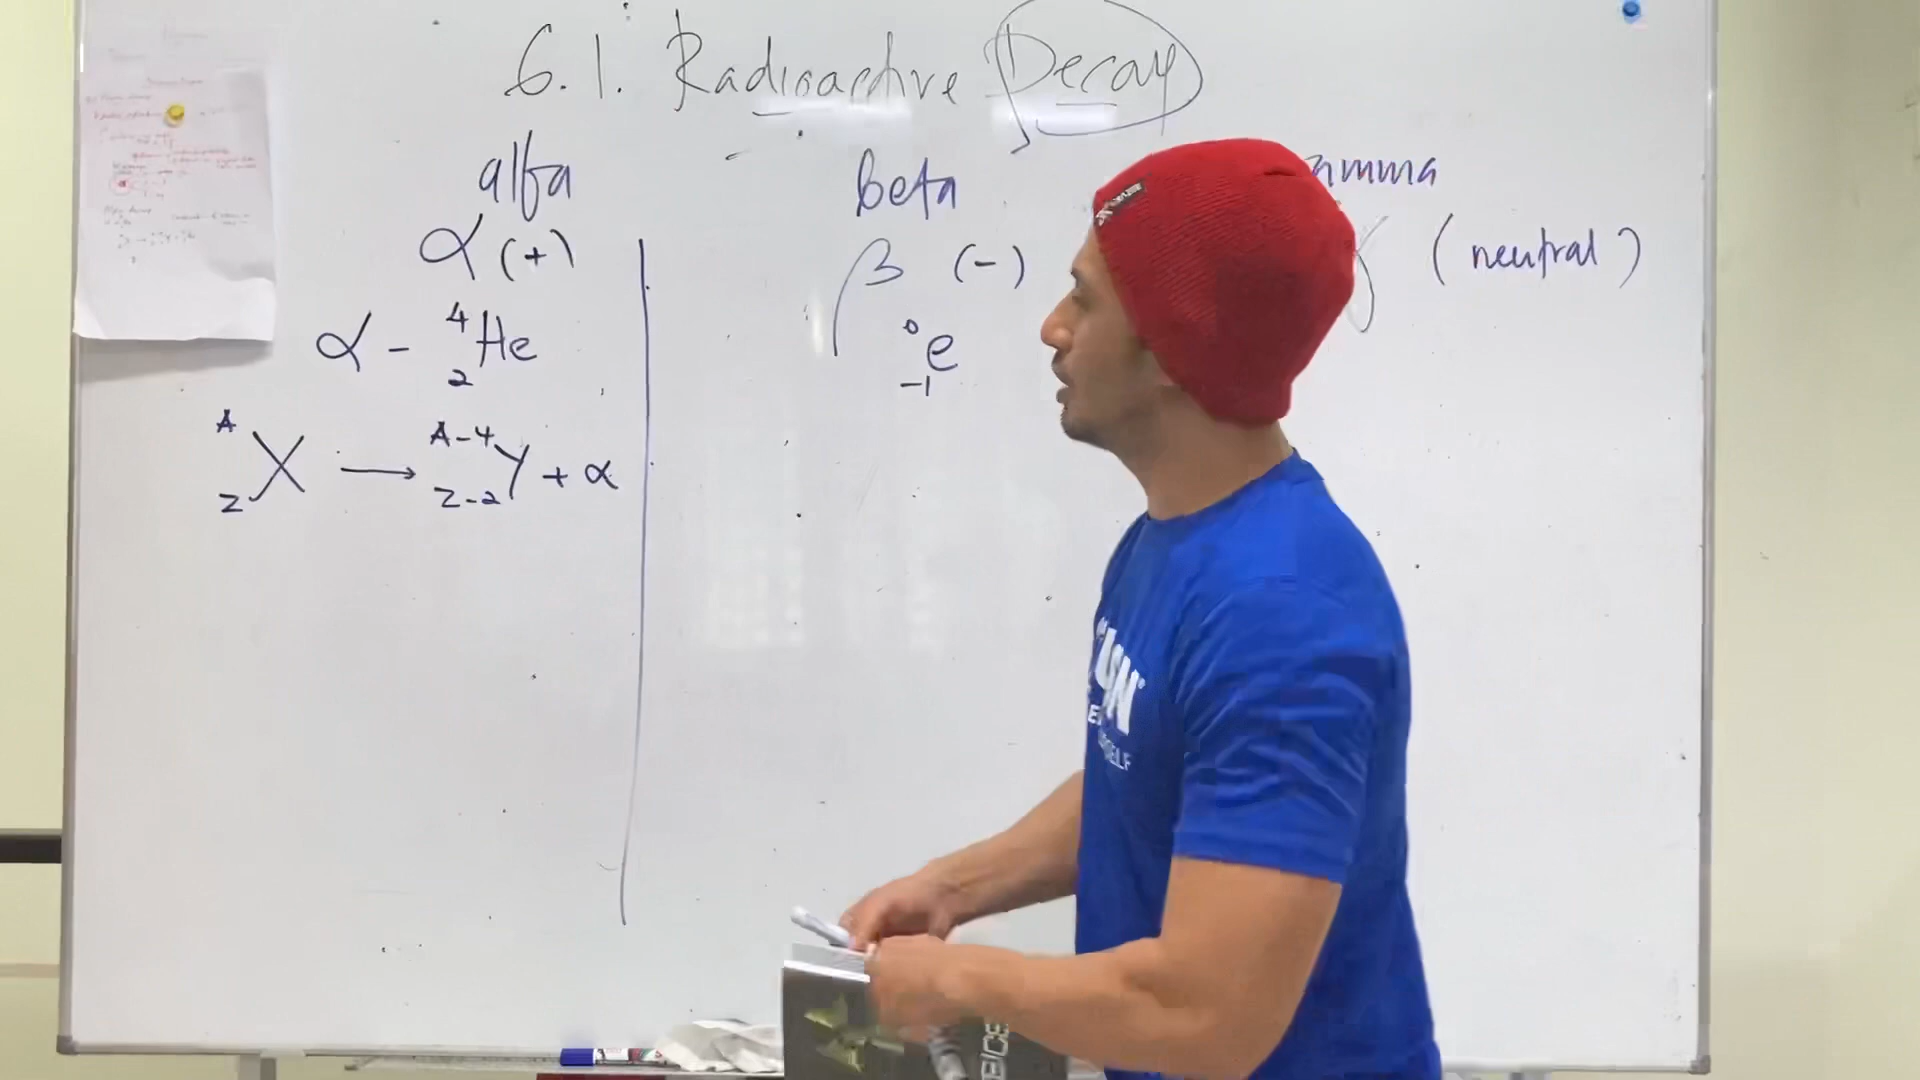 6.1. Radioactive Decay
alfa
α (+)
α - ⁴₂He
ᴬ_Z X → ᴬ⁻⁴_Z-2 Y + α
beta
β (-)
⁰₋₁e
amma
γ (neutral)